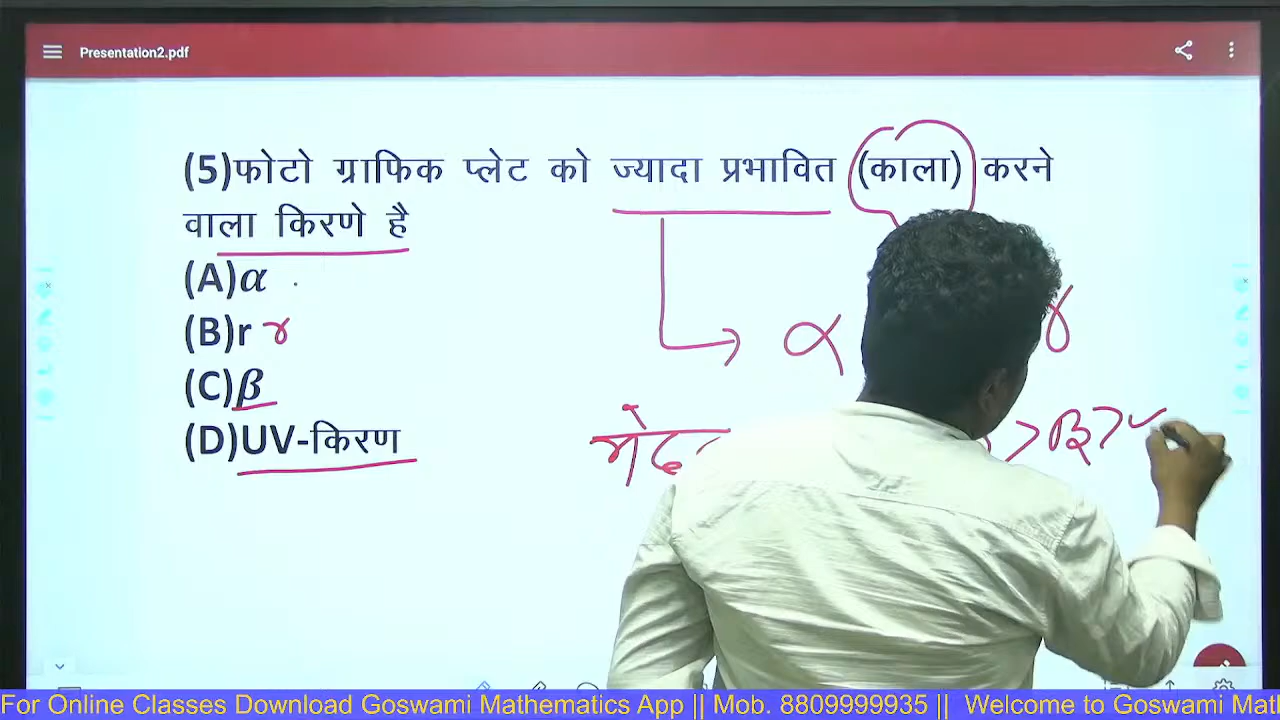 Presentation2.pdf
(5)फोटो ग्राफिक प्लेट को ज्यादा प्रभावित (काला) करने
वाला किरणे है
(A)α
(B)r γ
(C)β
(D)UV-किरण
α γ
> β >
For Online Classes Download Goswami Mathematics App || Mob. 8809999935 || Welcome to Goswami Mat